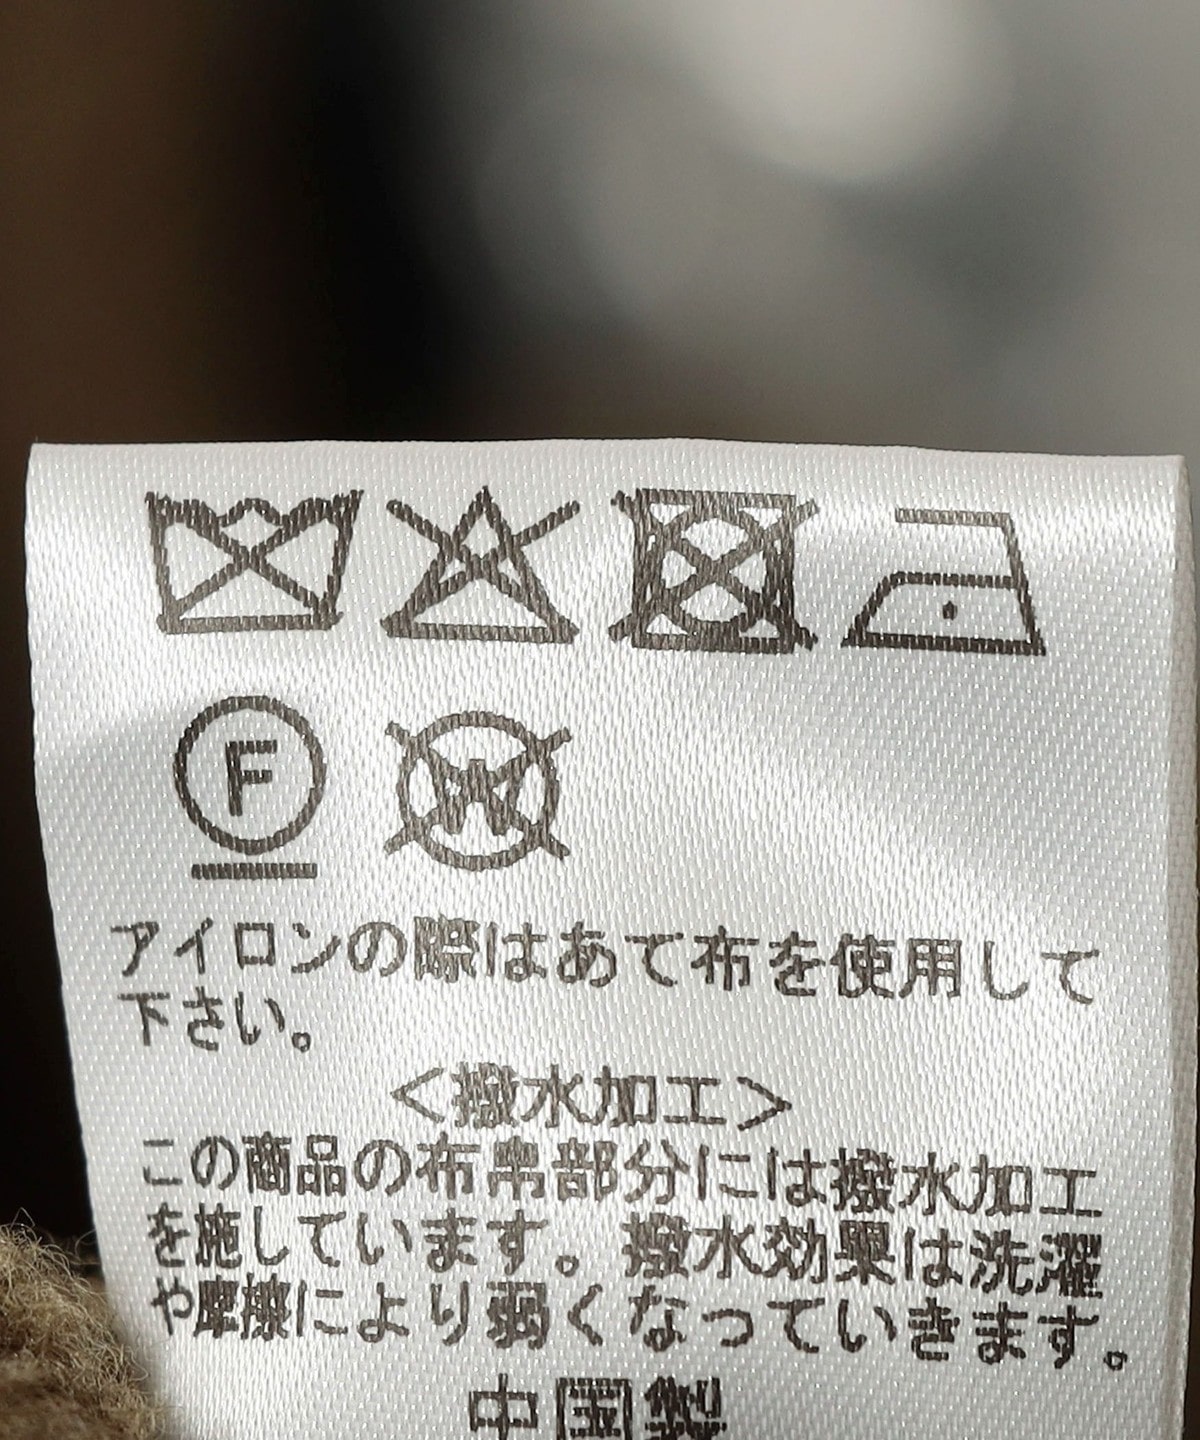 F
W
アイロンの際はあて布を使用して
下さい。
<撥水加工>
この商品の布帛部分には撥水加工
を施しています。撥水効果は洗濯
や摩擦により弱くなっていきます。
中国製